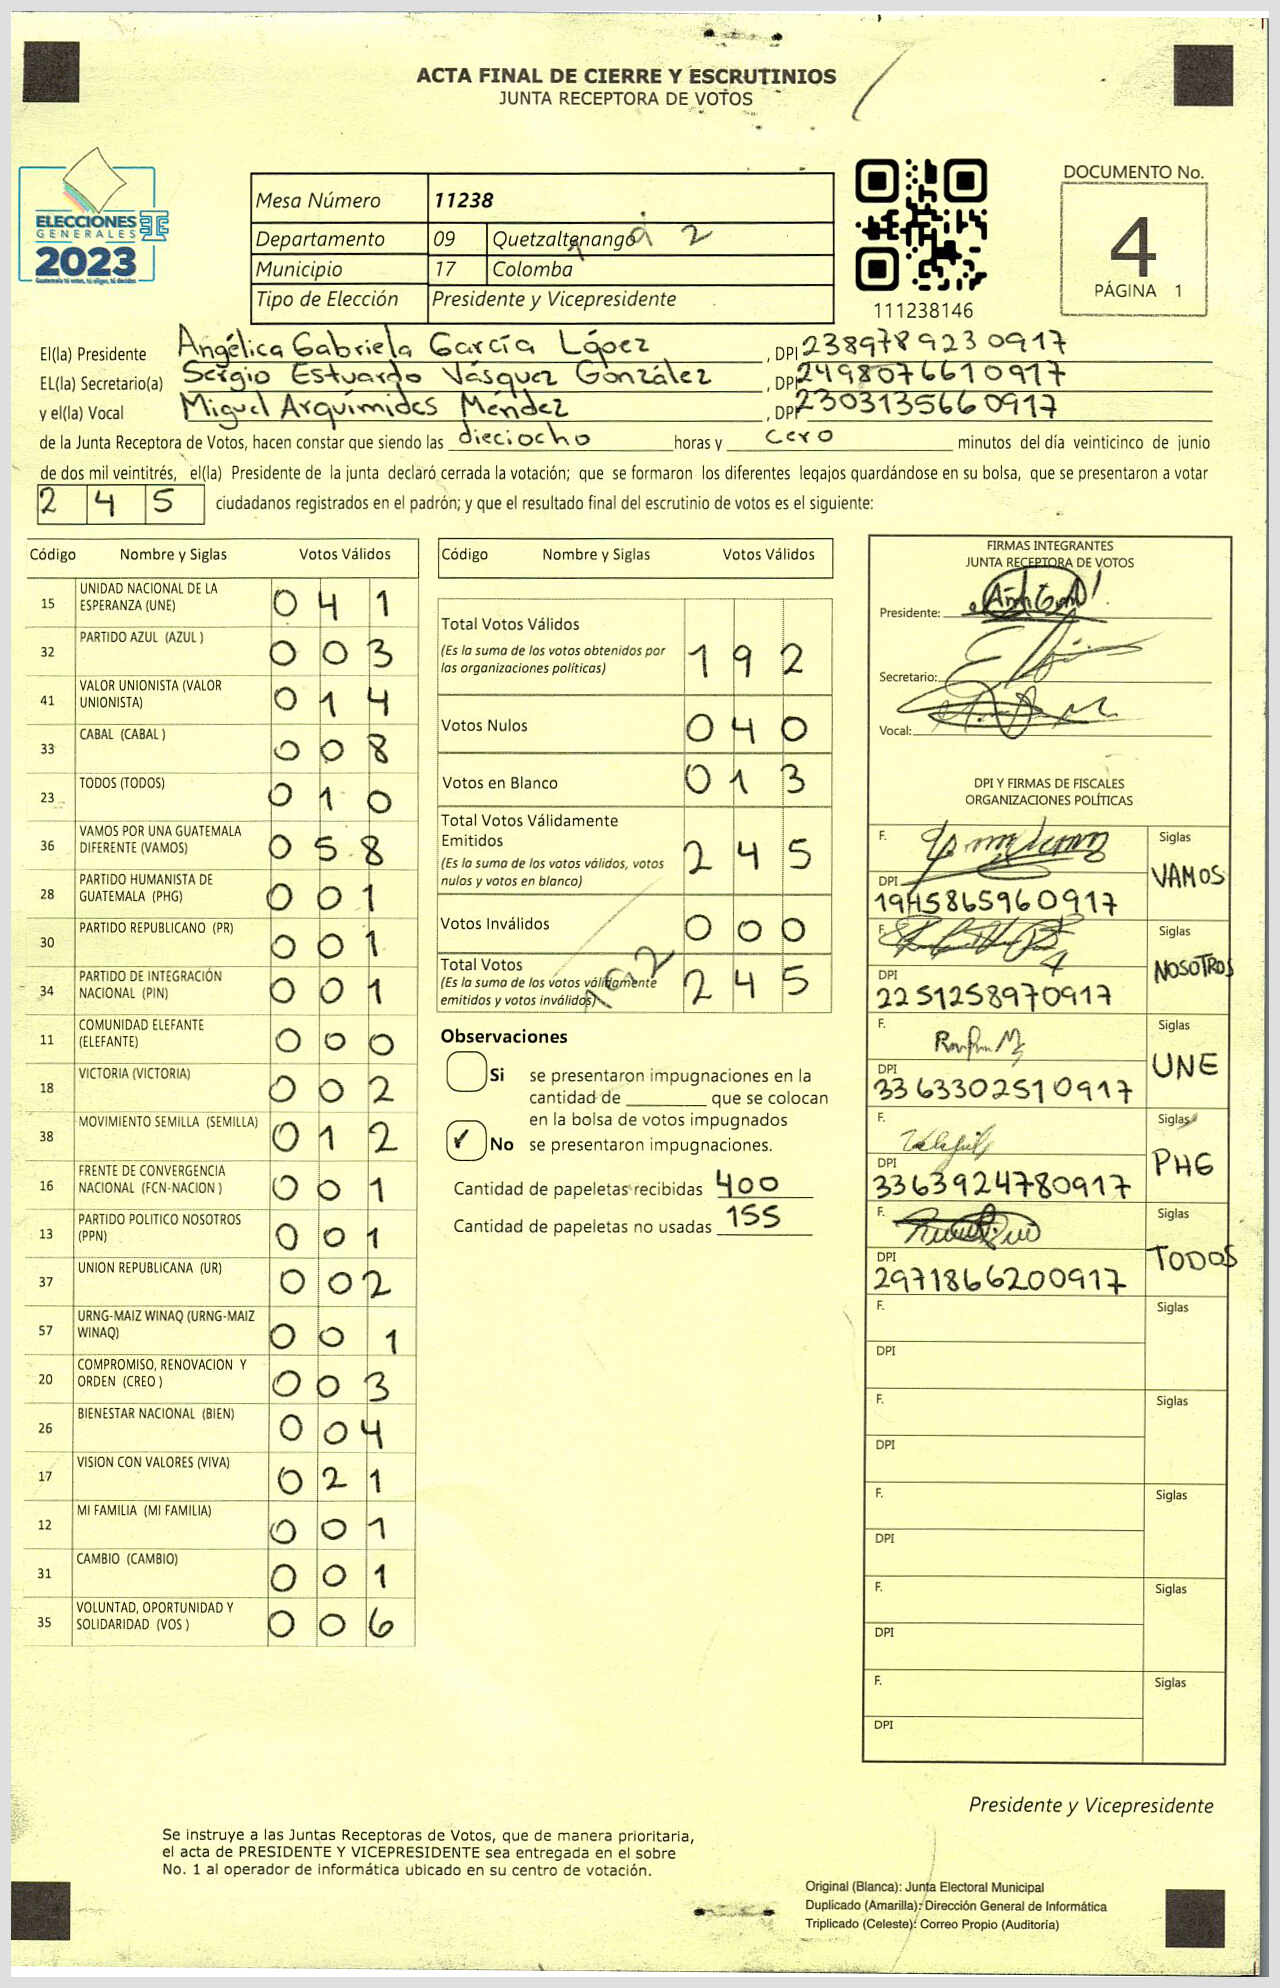 ACTA FINAL DE CIERRE Y ESCRUTINIOS
JUNTA RECEPTORA DE VOTOS
ELECCIONES
GENERALES
2023
Guatemala tú votas, tú eliges, tú decides
Mesa Número 11238
Departamento 09 Quetzaltenango
Municipio 17 Colomba
Tipo de Elección Presidente y Vicepresidente
111238146
DOCUMENTO No.
4
PÁGINA 1
El(la) Presidente Angélica Gabriela García López , DPI 2389789230917
EL(la) Secretario(a) Sergio Estuardo Vásquez González , DPI 2498076610917
y el(la) Vocal Miguel Arquímides Méndez , DPI 2303135660917
de la Junta Receptora de Votos, hacen constar que siendo las dieciocho horas y cero minutos del día veinticinco de junio
de dos mil veintitrés, el(la) Presidente de la junta declaró cerrada la votación; que se formaron los diferentes legajos quardándose en su bolsa, que se presentaron a votar
2 4 5 ciudadanos registrados en el padrón; y que el resultado final del escrutinio de votos es el siguiente:
Código Nombre y Siglas Votos Válidos
15 UNIDAD NACIONAL DE LA ESPERANZA (UNE) 0 4 1
32 PARTIDO AZUL (AZUL ) 0 0 3
41 VALOR UNIONISTA (VALOR UNIONISTA) 0 1 4
33 CABAL (CABAL ) 0 0 8
23 TODOS (TODOS) 0 1 0
36 VAMOS POR UNA GUATEMALA DIFERENTE (VAMOS) 0 5 8
28 PARTIDO HUMANISTA DE GUATEMALA (PHG) 0 0 1
30 PARTIDO REPUBLICANO (PR) 0 0 1
34 PARTIDO DE INTEGRACIÓN NACIONAL (PIN) 0 0 1
11 COMUNIDAD ELEFANTE (ELEFANTE) 0 0 0
18 VICTORIA (VICTORIA) 0 0 2
38 MOVIMIENTO SEMILLA (SEMILLA) 0 1 2
16 FRENTE DE CONVERGENCIA NACIONAL (FCN-NACION ) 0 0 1
13 PARTIDO POLITICO NOSOTROS (PPN) 0 0 1
37 UNION REPUBLICANA (UR) 0 0 2
57 URNG-MAIZ WINAQ (URNG-MAIZ WINAQ) 0 0 1
20 COMPROMISO, RENOVACION Y ORDEN (CREO ) 0 0 3
26 BIENESTAR NACIONAL (BIEN) 0 0 4
17 VISION CON VALORES (VIVA) 0 2 1
12 MI FAMILIA (MI FAMILIA) 0 0 1
31 CAMBIO (CAMBIO) 0 0 1
35 VOLUNTAD, OPORTUNIDAD Y SOLIDARIDAD (VOS ) 0 0 6
Código Nombre y Siglas Votos Válidos
Total Votos Válidos
(Es la suma de los votos obtenidos por
las organizaciones políticas) 1 9 2
Votos Nulos 0 4 0
Votos en Blanco 0 1 3
Total Votos Válidamente
Emitidos
(Es la suma de los votos válidos, votos
nulos y votos en blanco) 2 4 5
Votos Inválidos 0 0 0
Total Votos
(Es la suma de los votos válidamente
emitidos y votos inválidos) 2 4 5
Observaciones
Si se presentaron impugnaciones en la
cantidad de ________ que se colocan
en la bolsa de votos impugnados
✓ No se presentaron impugnaciones.
Cantidad de papeletas recibidas 400
Cantidad de papeletas no usadas 155
FIRMAS INTEGRANTES
JUNTA RECEPTORA DE VOTOS
Presidente:
Secretario:
Vocal:
DPI Y FIRMAS DE FISCALES
ORGANIZACIONES POLÍTICAS
F. Siglas
VAMOS
DPI
1945865960917
F. Siglas
NOSOTROS
DPI
2251258970917
F. Siglas
UNE
DPI
3363302510917
F. Siglas
PHG
DPI
3363924780917
F. Siglas
TODOS
DPI
2971866200917
F. Siglas
DPI
F. Siglas
DPI
F. Siglas
DPI
F. Siglas
DPI
F. Siglas
DPI
Presidente y Vicepresidente
Se instruye a las Juntas Receptoras de Votos, que de manera prioritaria,
el acta de PRESIDENTE Y VICEPRESIDENTE sea entregada en el sobre
No. 1 al operador de informática ubicado en su centro de votación.
Original (Blanca): Junta Electoral Municipal
Duplicado (Amarilla): Dirección General de Informática
Triplicado (Celeste): Correo Propio (Auditoría)